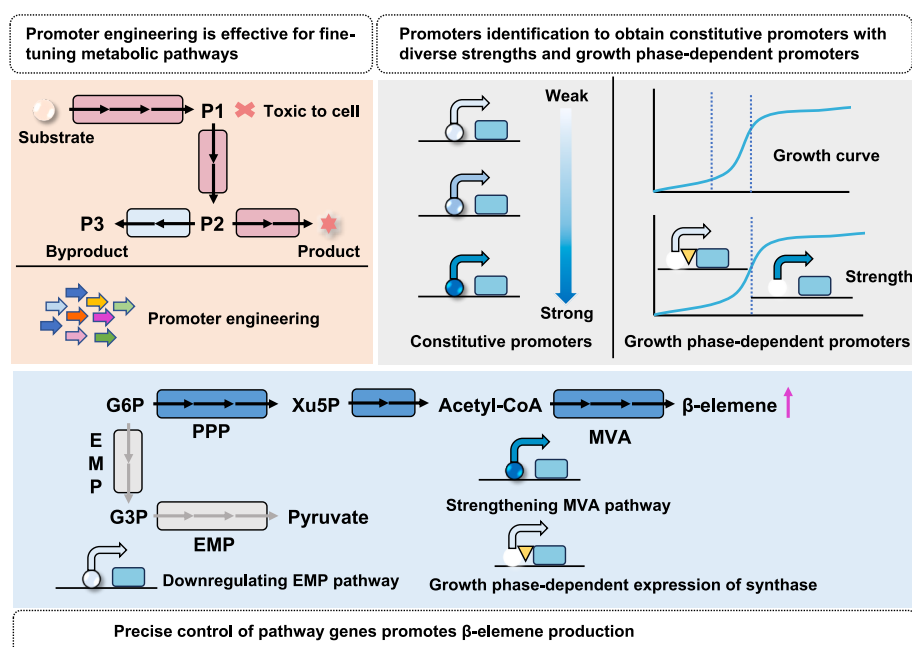 Promoter engineering is effective for fine-
tuning metabolic pathways
Promoters identification to obtain constitutive promoters with
diverse strengths and growth phase-dependent promoters
P1
Toxic to cell
Substrate
P3
P2
Byproduct
Product
Promoter engineering
Weak
Strong
Constitutive promoters
Growth curve
Strength
Growth phase-dependent promoters
G6P
PPP
Xu5P
Acetyl-CoA
MVA
β-elemene
E
M
P
G3P
EMP
Pyruvate
Strengthening MVA pathway
Downregulating EMP pathway
Growth phase-dependent expression of synthase
Precise control of pathway genes promotes β-elemene production